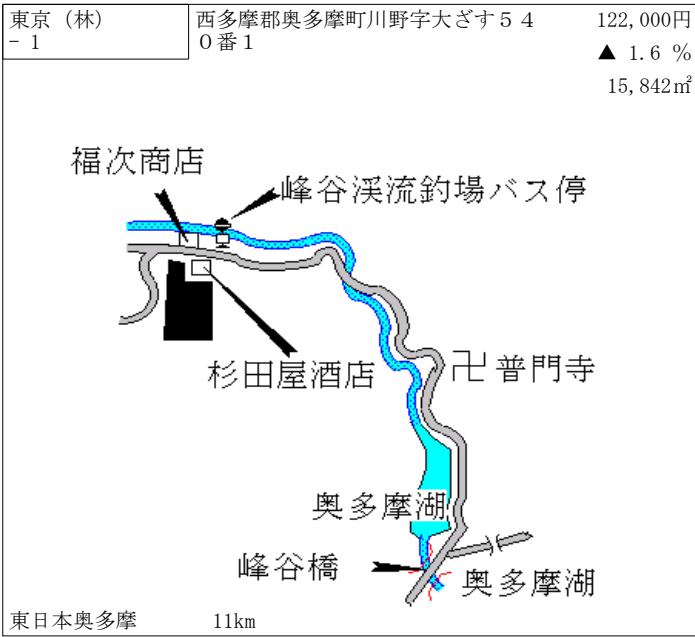 東京（林） 西多摩郡奥多摩町川野字大ざす５４ 122,000円
－１ ０番１ ▲ 1.6 %
15,842㎡
福次商店
峰谷渓流釣場バス停
杉田屋酒店
卍普門寺
奥多摩湖
峰谷橋
奥多摩湖
東日本奥多摩 11km